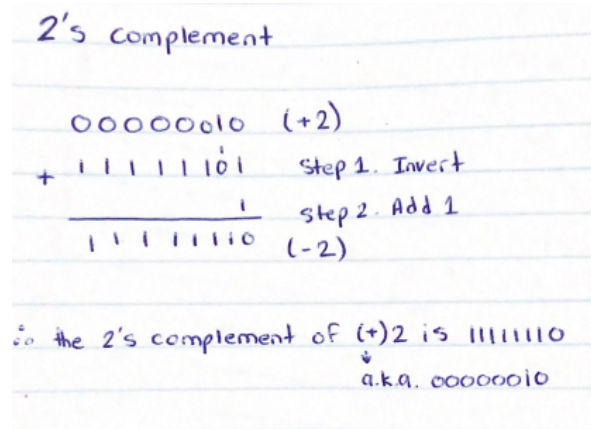 2's complement
00000010 (+2)
1
+ 11111101 Step 1. Invert
1 Step 2. Add 1
11111110 (-2)
∴ the 2's complement of (+)2 is 11111110
↓
a.k.a. 00000010